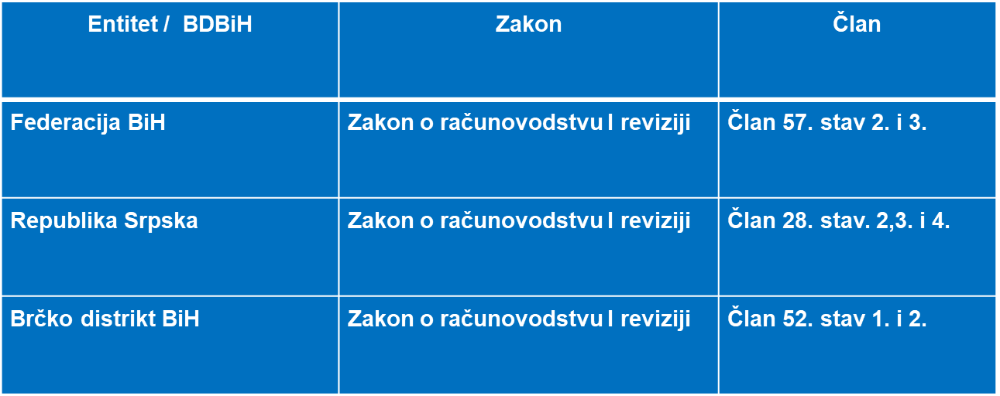 Entitet / BDBiH Zakon Član
Federacija BiH Zakon o računovodstvu I reviziji Član 57. stav 2. i 3.
Republika Srpska Zakon o računovodstvu I reviziji Član 28. stav. 2,3. i 4.
Brčko distrikt BiH Zakon o računovodstvu I reviziji Član 52. stav 1. i 2.